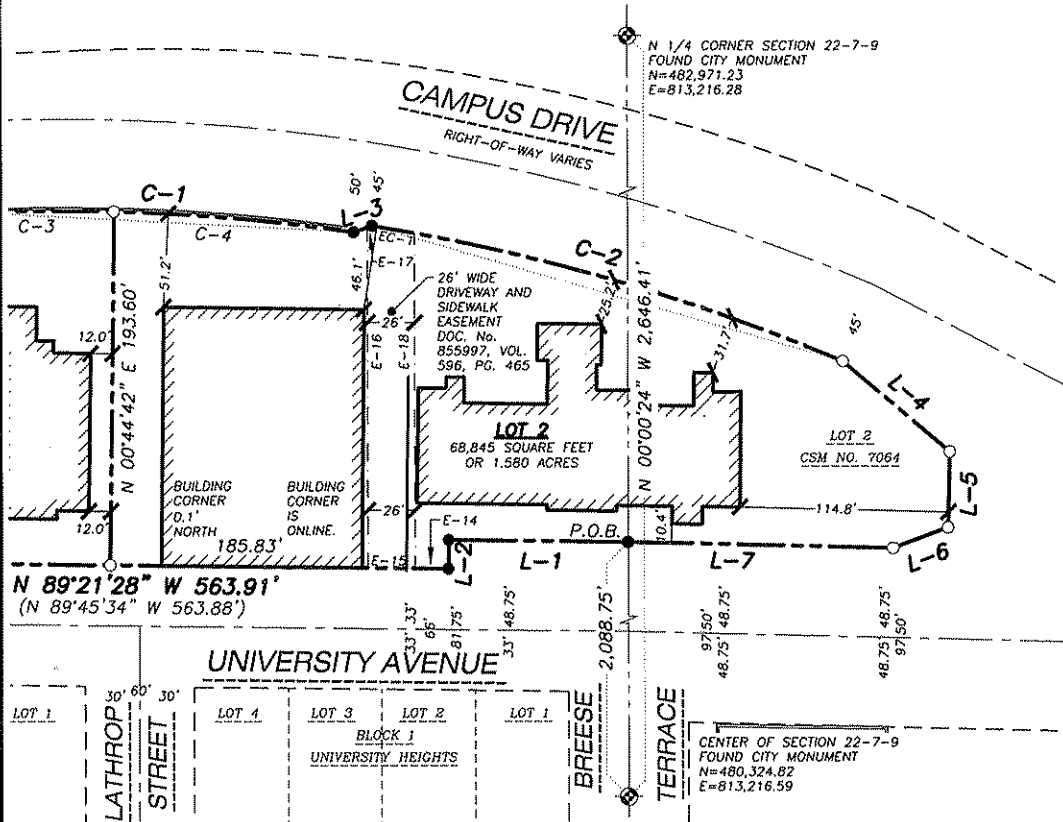 N 1/4 CORNER SECTION 22-7-9
FOUND CITY MONUMENT
N=482,971.23
E=813,216.28
CAMPUS DRIVE
RIGHT-OF-WAY VARIES
C-1
C-3
C-4
L-3
50'
45'
EC-7
E-17
C-2
51.2'
46.1'
26' WIDE
DRIVEWAY AND
SIDEWALK
EASEMENT
DOC. No.
855997, VOL.
596, PG. 465
26'
E-16
E-18
25.2'
N 00°00'24" W 2,646.41'
31.7'
45'
L-4
12.0'
N 00°44'42" E 193.60'
LOT 2
68,845 SQUARE FEET
OR 1.580 ACRES
LOT 2
CSM NO. 7064
L-5
BUILDING
CORNER
0.1'
NORTH
BUILDING
CORNER
IS
ONLINE.
12.0'
185.83'
26'
E-14
E-15
L-2
L-1
P.O.B.
10.4'
L-7
114.8'
L-6
N 89°21'28" W 563.91'
(N 89°45'34" W 563.88')
33' 33'
66'
81.75'
33' 48.75'
2,088.75'
48.75' 48.75'
97.50'
48.75' 48.75'
97.50'
UNIVERSITY AVENUE
LOT 1
30' 60' 30'
LATHROP
STREET
LOT 4
LOT 3
LOT 2
LOT 1
BLOCK 1
UNIVERSITY HEIGHTS
BREESE
TERRACE
CENTER OF SECTION 22-7-9
FOUND CITY MONUMENT
N=480,324.82
E=813,216.59